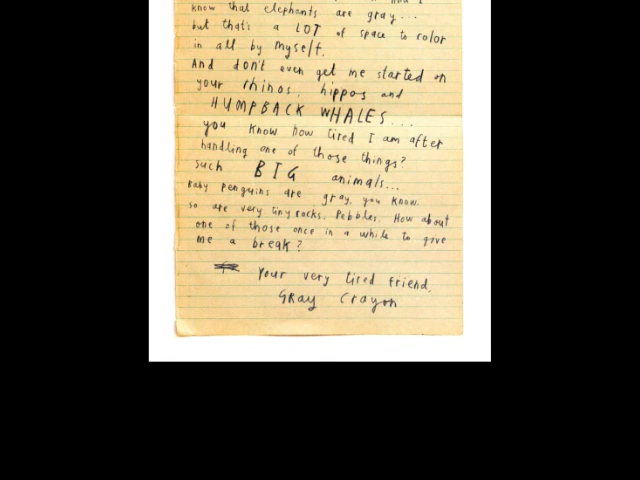 know that elephants are gray...
but that's a LOT of space to color
in all by myself.
And don't even get me started on
your rhinos, hippos and
HUMPBACK WHALES...
you know how tired I am after
handling one of those things?
such BIG animals...
Baby penguins are gray, you know.
so are very tiny rocks. Pebbles. How about
one of those once in a while to give
me a break?
Your very tired friend,
Gray Crayon